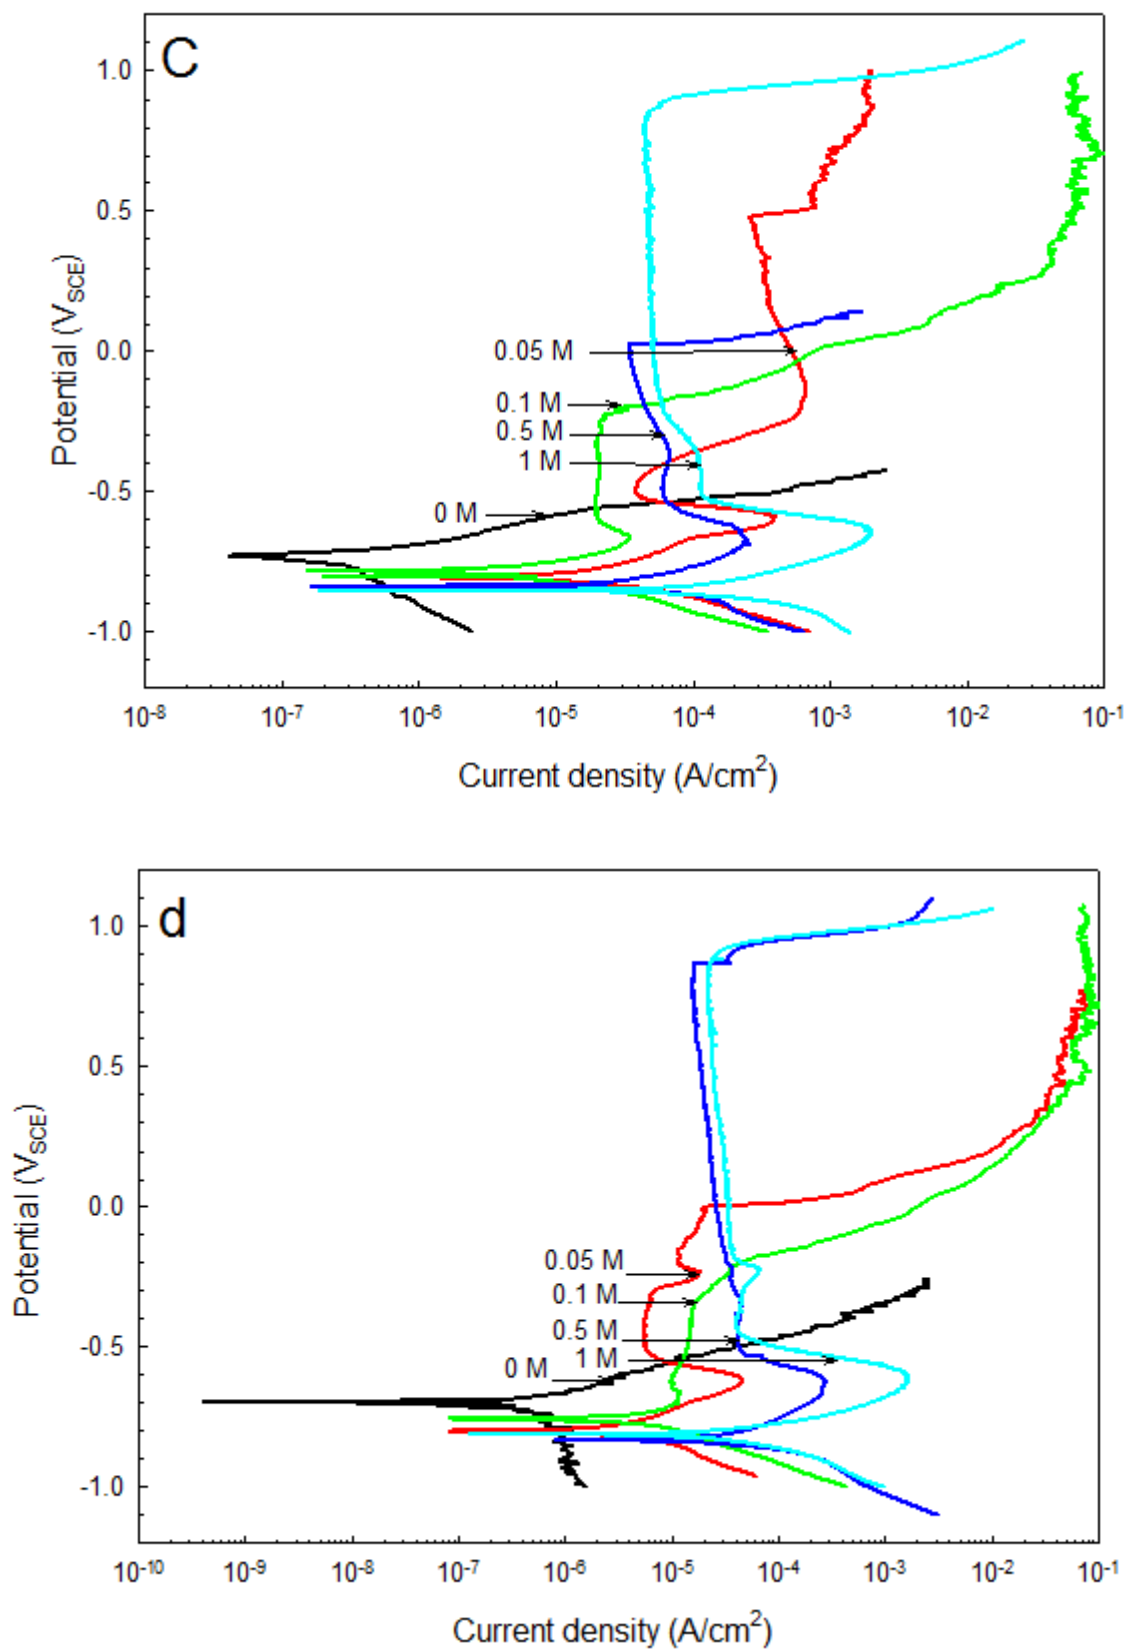 C
1.0
0.5
0.0
-0.5
-1.0
Potential (V_SCE)
0.05 M
0.1 M
0.5 M
1 M
0 M
10⁻⁸ 10⁻⁷ 10⁻⁶ 10⁻⁵ 10⁻⁴ 10⁻³ 10⁻² 10⁻¹
Current density (A/cm²)
d
1.0
0.5
0.0
-0.5
-1.0
Potential (V_SCE)
0.05 M
0.1 M
0.5 M
1 M
0 M
10⁻¹⁰ 10⁻⁹ 10⁻⁸ 10⁻⁷ 10⁻⁶ 10⁻⁵ 10⁻⁴ 10⁻³ 10⁻² 10⁻¹
Current density (A/cm²)